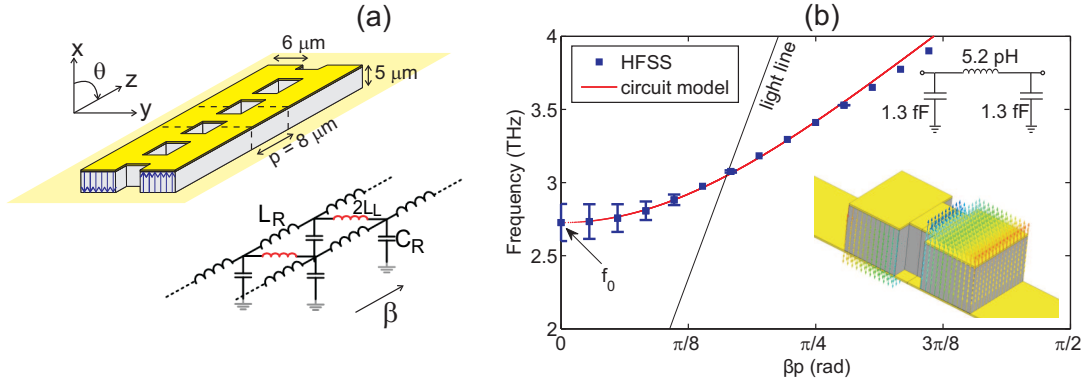 (a)
6 μm
5 μm
p = 8 μm
x
θ
z
y
L_R
2L_L
C_R
β
(b)
Frequency (THz)
4
3.5
3
2.5
2
0
π/8
π/4
3π/8
π/2
βp (rad)
HFSS
circuit model
light line
5.2 pH
1.3 fF
1.3 fF
f_0